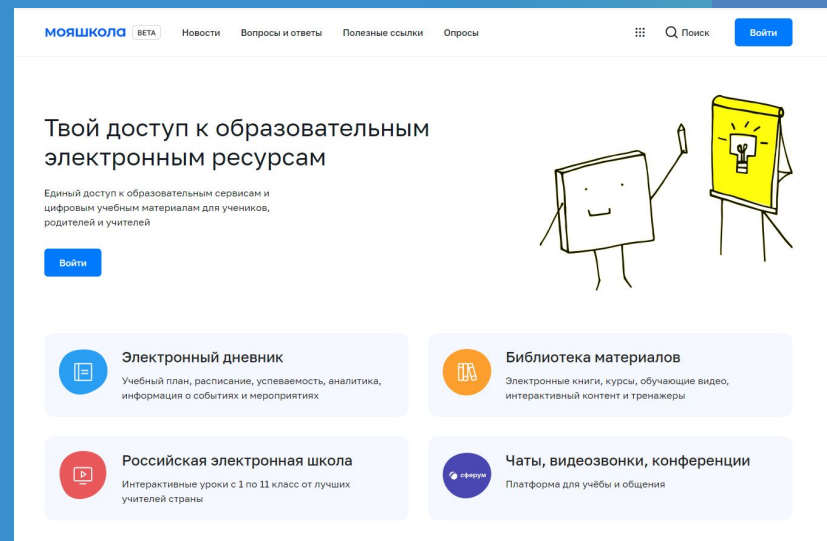 МОЯШКОЛА BETA Новости Вопросы и ответы Полезные ссылки Опросы Поиск Войти
Твой доступ к образовательным
электронным ресурсам
Единый доступ к образовательным сервисам и
цифровым учебным материалам для учеников,
родителей и учителей
Войти
Электронный дневник
Учебный план, расписание, успеваемость, аналитика,
информация о событиях и мероприятиях
Библиотека материалов
Электронные книги, курсы, обучающие видео,
интерактивный контент и тренажеры
Российская электронная школа
Интерактивные уроки с 1 по 11 класс от лучших
учителей страны
сферум
Чаты, видеозвонки, конференции
Платформа для учёбы и общения